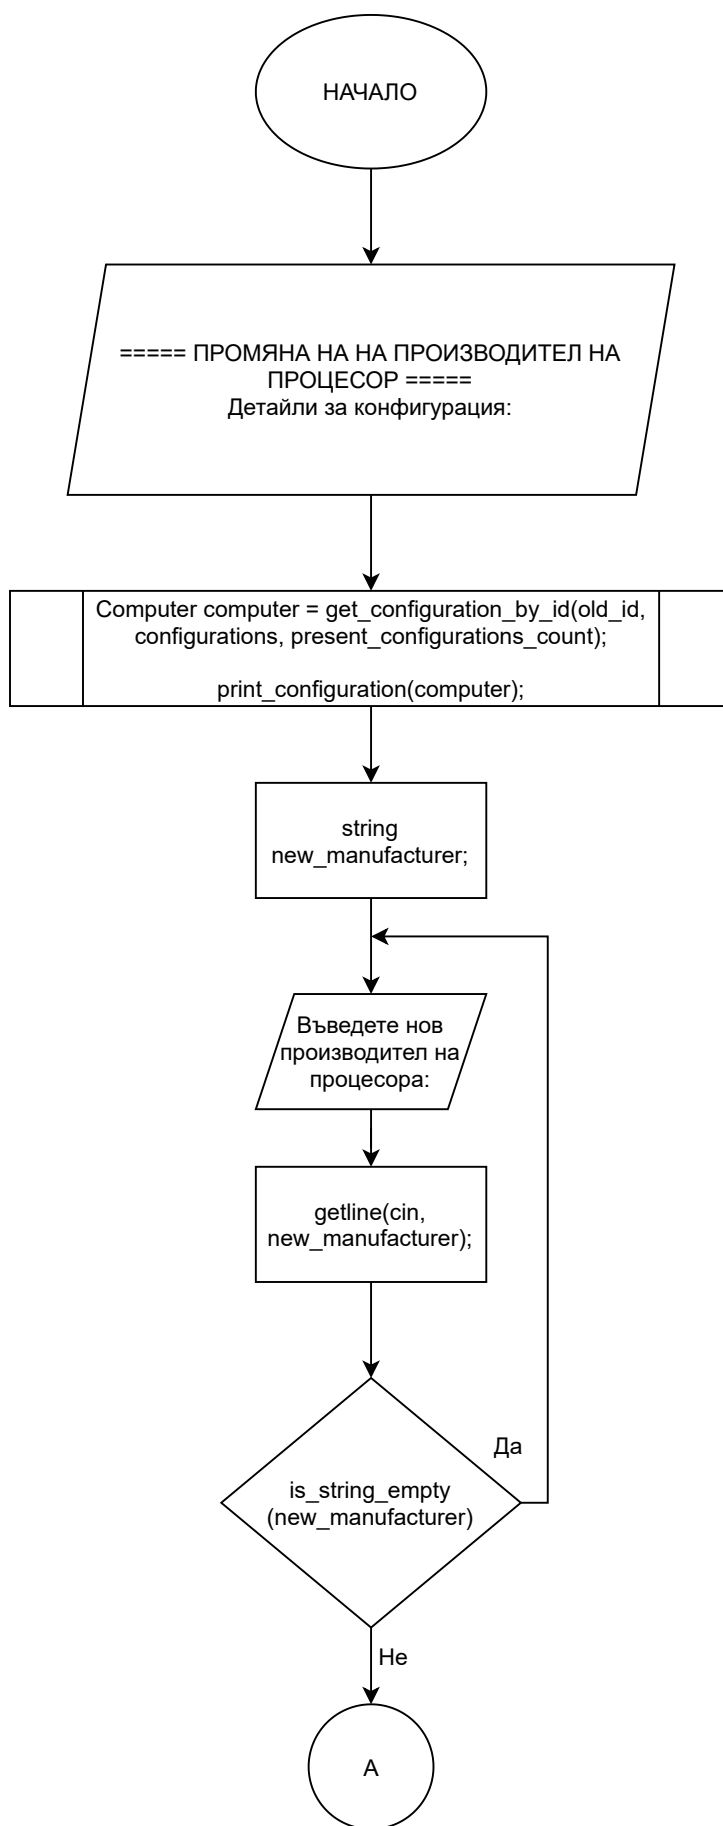 НАЧАЛО
===== ПРОМЯНА НА НА ПРОИЗВОДИТЕЛ НА
ПРОЦЕСОР =====
Детайли за конфигурация:
Computer computer = get_configuration_by_id(old_id,
configurations, present_configurations_count);
print_configuration(computer);
string
new_manufacturer;
Въведете нов
производител на
процесора:
getline(cin,
new_manufacturer);
Да
is_string_empty
(new_manufacturer)
Не
A